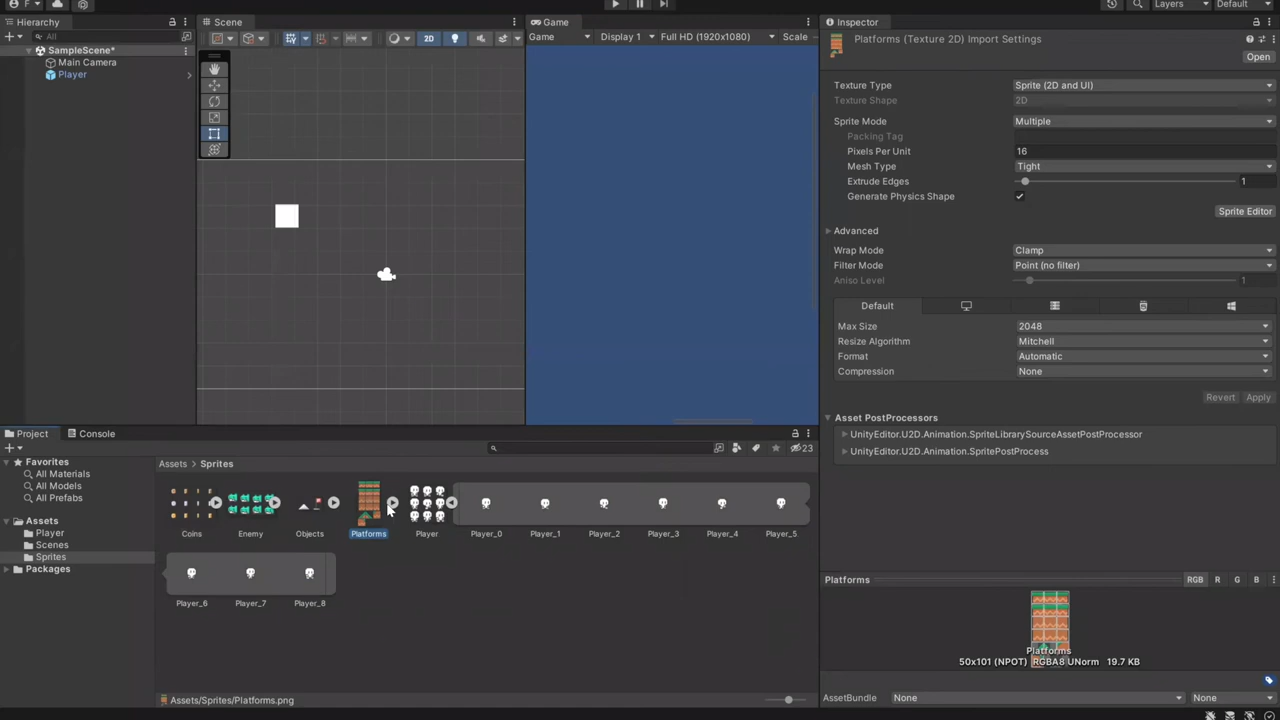 F
Layers
Default
Hierarchy
All
SampleScene*
Main Camera
Player
Scene
2D
Game
Game
Display 1
Full HD (1920x1080)
Scale
Inspector
Platforms (Texture 2D) Import Settings
Open
Texture Type
Sprite (2D and UI)
Texture Shape
2D
Sprite Mode
Multiple
Packing Tag
Pixels Per Unit
16
Mesh Type
Tight
Extrude Edges
1
Generate Physics Shape
Sprite Editor
Advanced
Wrap Mode
Clamp
Filter Mode
Point (no filter)
Aniso Level
1
Default
Max Size
2048
Resize Algorithm
Mitchell
Format
Automatic
Compression
None
Revert
Apply
Asset PostProcessors
UnityEditor.U2D.Animation.SpriteLibrarySourceAssetPostProcessor
UnityEditor.U2D.Animation.SpritePostProcess
Project
Console
23
Favorites
All Materials
All Models
All Prefabs
Assets
Player
Scenes
Sprites
Packages
Assets > Sprites
Coins
Enemy
Objects
Platforms
Player
Player_0
Player_1
Player_2
Player_3
Player_4
Player_5
Player_6
Player_7
Player_8
Assets/Sprites/Platforms.png
Platforms
RGB
R
G
B
Platforms
50x101 (NPOT) RGBA8 UNorm 19.7 KB
AssetBundle
None
None